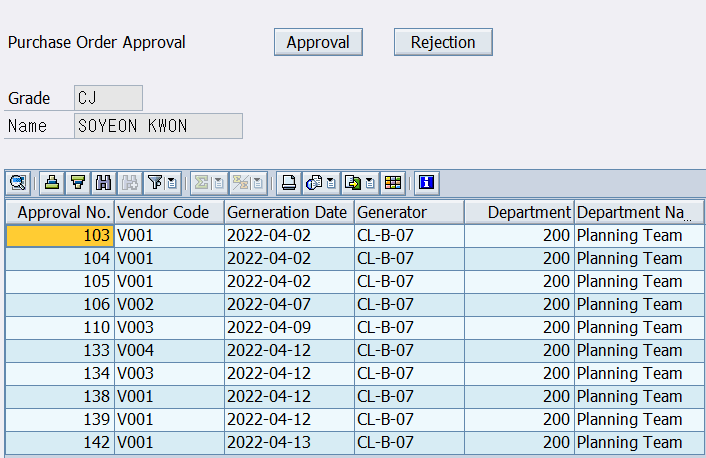 Purchase Order Approval Approval Rejection
Grade CJ
Name SOYEON KWON
Approval No. Vendor Code Gerneration Date Generator Department Department Na...
103 V001 2022-04-02 CL-B-07 200 Planning Team
104 V001 2022-04-02 CL-B-07 200 Planning Team
105 V001 2022-04-02 CL-B-07 200 Planning Team
106 V002 2022-04-07 CL-B-07 200 Planning Team
110 V003 2022-04-09 CL-B-07 200 Planning Team
133 V004 2022-04-12 CL-B-07 200 Planning Team
134 V003 2022-04-12 CL-B-07 200 Planning Team
138 V001 2022-04-12 CL-B-07 200 Planning Team
139 V001 2022-04-12 CL-B-07 200 Planning Team
142 V001 2022-04-13 CL-B-07 200 Planning Team